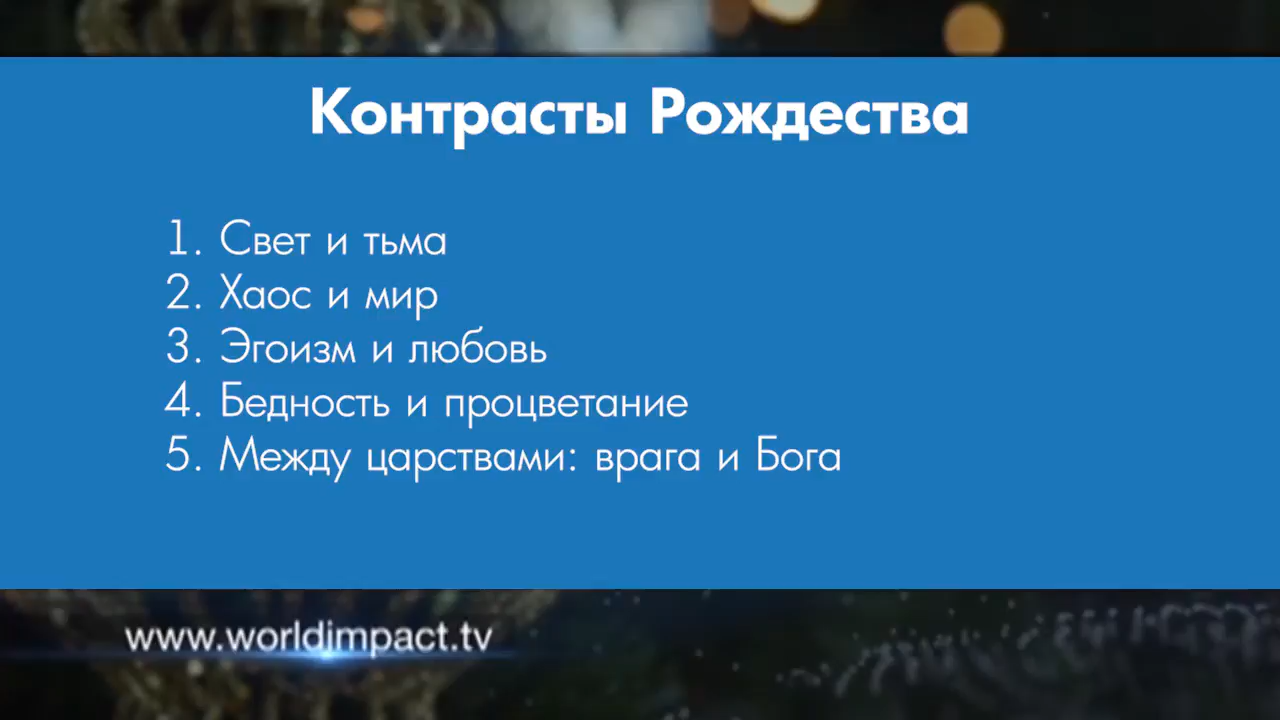 Контрасты Рождества
1. Свет и тьма
2. Хаос и мир
3. Эгоизм и любовь
4. Бедность и процветание
5. Между царствами: врага и Бога
www.worldimpact.tv